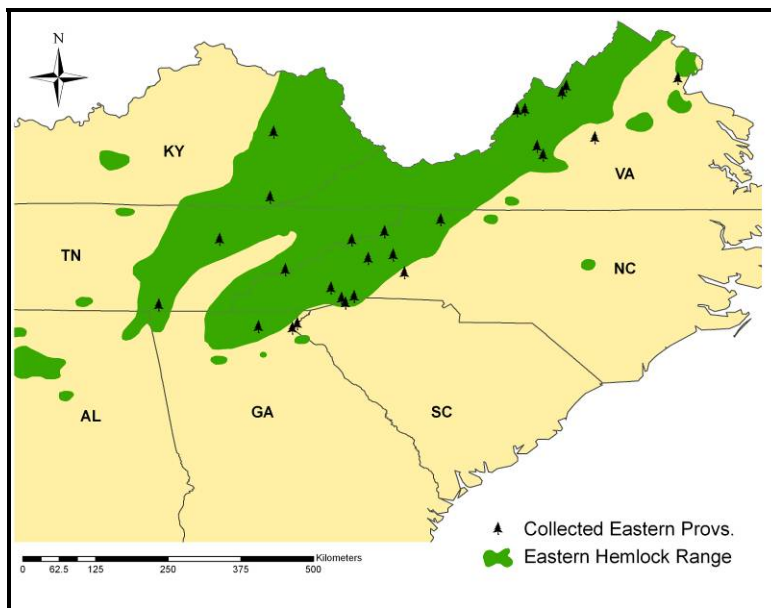 N
KY
VA
TN
NC
AL
GA
SC
Collected Eastern Provs.
Eastern Hemlock Range
Kilometers
0 62.5 125 250 375 500